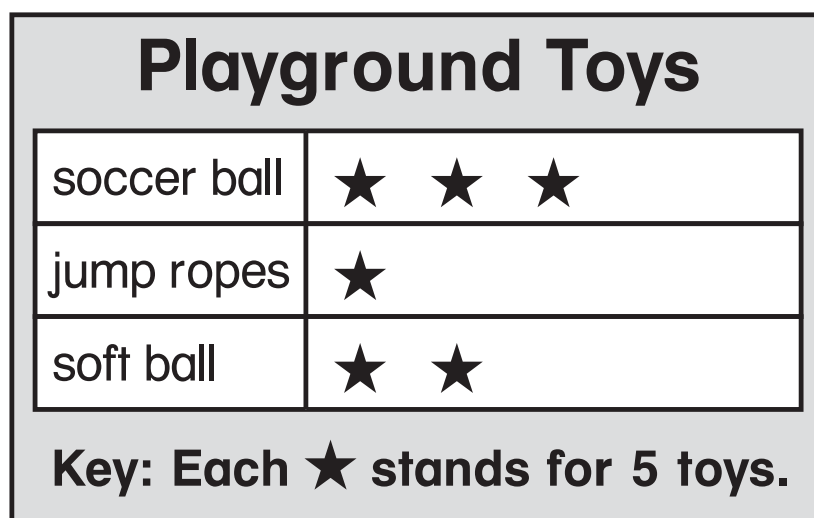 Playground Toys
soccer ball ★ ★ ★
jump ropes ★
soft ball ★ ★
Key: Each ★ stands for 5 toys.